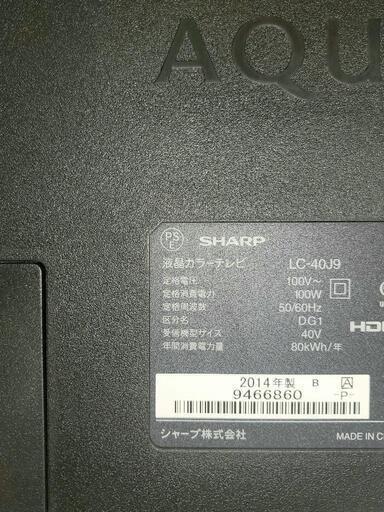 AQU
PS
E
SHARP
液晶カラーテレビ LC-40J9
定格電圧 100V～
定格消費電力 100W
定格周波数 50/60Hz
区分名 DG1
受信機型サイズ 40V
年間消費電力量 80kWh/年
HD
2014年製 B A
9466860 -P-
シャープ株式会社 MADE IN C